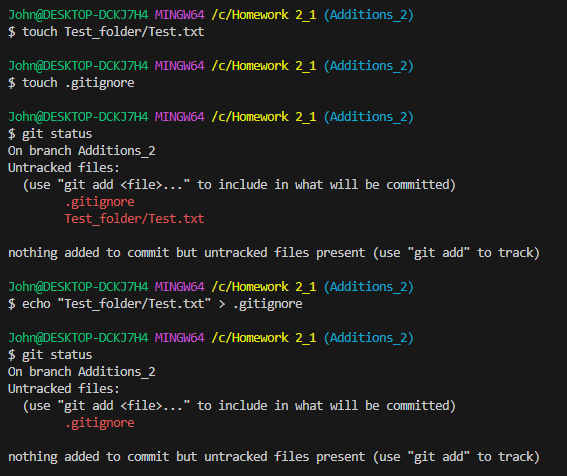 John@DESKTOP-DCKJ7H4 MINGW64 /c/Homework 2_1 (Additions_2)
$ touch Test_folder/Test.txt
John@DESKTOP-DCKJ7H4 MINGW64 /c/Homework 2_1 (Additions_2)
$ touch .gitignore
John@DESKTOP-DCKJ7H4 MINGW64 /c/Homework 2_1 (Additions_2)
$ git status
On branch Additions_2
Untracked files:
  (use "git add <file>..." to include in what will be committed)
        .gitignore
        Test_folder/Test.txt
nothing added to commit but untracked files present (use "git add" to track)
John@DESKTOP-DCKJ7H4 MINGW64 /c/Homework 2_1 (Additions_2)
$ echo "Test_folder/Test.txt" > .gitignore
John@DESKTOP-DCKJ7H4 MINGW64 /c/Homework 2_1 (Additions_2)
$ git status
On branch Additions_2
Untracked files:
  (use "git add <file>..." to include in what will be committed)
        .gitignore
nothing added to commit but untracked files present (use "git add" to track)